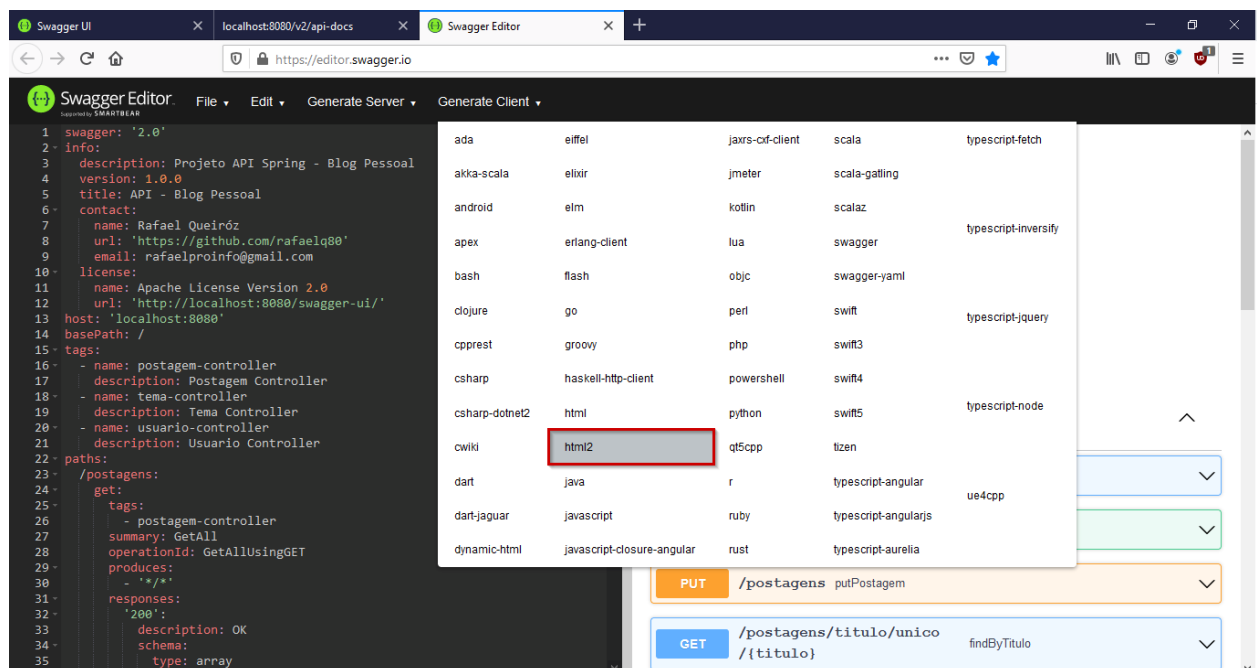 Swagger UI
localhost:8080/v2/api-docs
Swagger Editor
https://editor.swagger.io
1
Swagger Editor.
Supported by SMARTBEAR
File
Edit
Generate Server
Generate Client
1 swagger: '2.0'
2 info:
3 description: Projeto API Spring - Blog Pessoal
4 version: 1.0.0
5 title: API - Blog Pessoal
6 contact:
7 name: Rafael Queiróz
8 url: 'https://github.com/rafaelq80'
9 email: rafaelproinfo@gmail.com
10 license:
11 name: Apache License Version 2.0
12 url: 'http://localhost:8080/swagger-ui/'
13 host: 'localhost:8080'
14 basePath: /
15 tags:
16 - name: postagem-controller
17 description: Postagem Controller
18 - name: tema-controller
19 description: Tema Controller
20 - name: usuario-controller
21 description: Usuario Controller
22 paths:
23 /postagens:
24 get:
25 tags:
26 - postagem-controller
27 summary: GetAll
28 operationId: GetAllUsingGET
29 produces:
30 - '*/*'
31 responses:
32 '200':
33 description: OK
34 schema:
35 type: array
ada
akka-scala
android
apex
bash
clojure
cpprest
csharp
csharp-dotnet2
cwiki
dart
dart-jaguar
dynamic-html
eiffel
elixir
elm
erlang-client
flash
go
groovy
haskell-http-client
html
html2
java
javascript
javascript-closure-angular
jaxrs-cxf-client
jmeter
kotlin
lua
objc
perl
php
powershell
python
qt5cpp
r
ruby
rust
scala
scala-gatling
scalaz
swagger
swagger-yaml
swift
swift3
swift4
swift5
tizen
typescript-angular
typescript-angularjs
typescript-aurelia
typescript-fetch
typescript-inversify
typescript-jquery
typescript-node
ue4cpp
PUT /postagens putPostagem
GET /postagens/titulo/unico
/{titulo}
findByTitulo